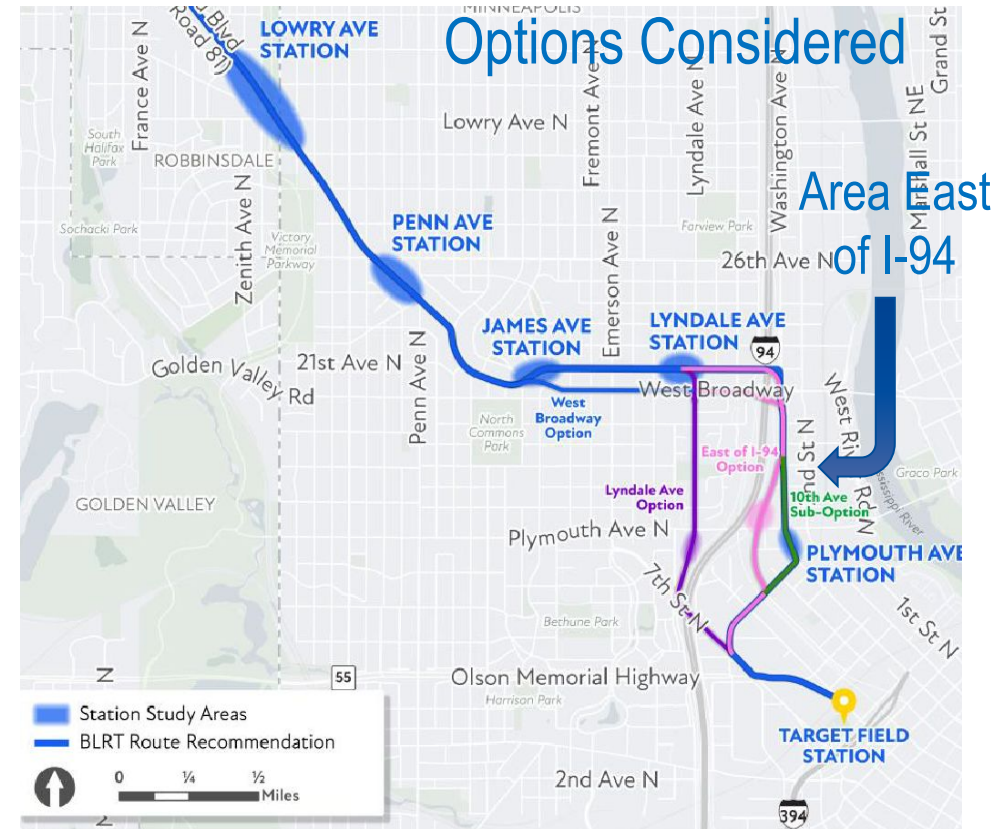 MINNEAPOLIS
Options Considered
Blvd
Road 81)
LOWRY AVE
STATION
France Ave N
Lowry Ave N
Fremont Ave N
Lyndale Ave N
Washington Ave N
Marshall St NE
Grand St
South
Halifax
Park
ROBBINSDALE
Area East
of I-94
Sochacki Park
Zenith Ave N
Victory
Memorial
Parkway
PENN AVE
STATION
Emerson Ave N
Farview Park
26th Ave N
JAMES AVE
STATION
LYNDALE AVE
STATION
94
Golden Valley Rd
21st Ave N
Penn Ave N
West
Broadway
Option
West Broadway
West River Rd N
North
Commons
Park
East of I-94
Option
2nd St N
Graco Park
Mississippi River
GOLDEN VALLEY
Lyndale Ave
Option
10th Ave
Sub-Option
Plymouth Ave N
PLYMOUTH AVE
STATION
7th St N
1st St N
Bethune Park
N
55
Olson Memorial Highway
Harrison Park
Station Study Areas
BLRT Route Recommendation
TARGET FIELD
STATION
0 ¼ ½
Miles
2nd Ave N
394